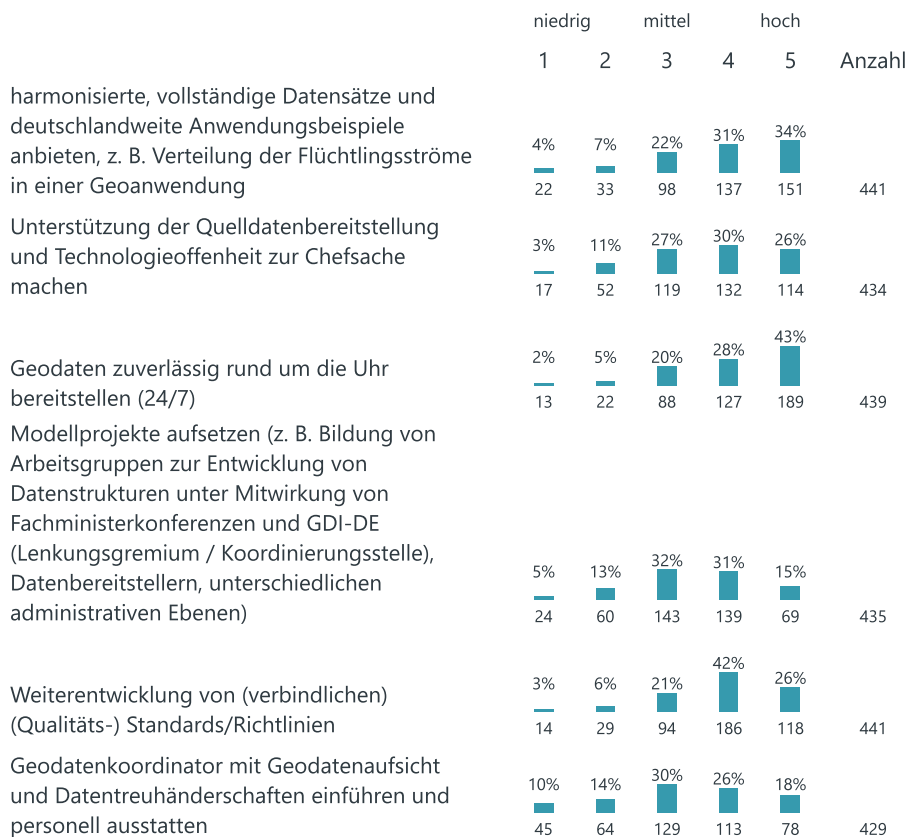 niedrig mittel hoch
1 2 3 4 5 Anzahl
harmonisierte, vollständige Datensätze und
deutschlandweite Anwendungsbeispiele
anbieten, z. B. Verteilung der Flüchtlingsströme
in einer Geoanwendung
4% 7% 22% 31% 34%
22 33 98 137 151 441
Unterstützung der Quelldatenbereitstellung
und Technologieoffenheit zur Chefsache
machen
3% 11% 27% 30% 26%
17 52 119 132 114 434
Geodaten zuverlässig rund um die Uhr
bereitstellen (24/7)
2% 5% 20% 28% 43%
13 22 88 127 189 439
Modellprojekte aufsetzen (z. B. Bildung von
Arbeitsgruppen zur Entwicklung von
Datenstrukturen unter Mitwirkung von
Fachministerkonferenzen und GDI-DE
(Lenkungsgremium / Koordinierungsstelle),
Datenbereitstellern, unterschiedlichen
administrativen Ebenen)
5% 13% 32% 31% 15%
24 60 143 139 69 435
Weiterentwicklung von (verbindlichen)
(Qualitäts-) Standards/Richtlinien
3% 6% 21% 42% 26%
14 29 94 186 118 441
Geodatenkoordinator mit Geodatenaufsicht
und Datentreuhänderschaften einführen und
personell ausstatten
10% 14% 30% 26% 18%
45 64 129 113 78 429